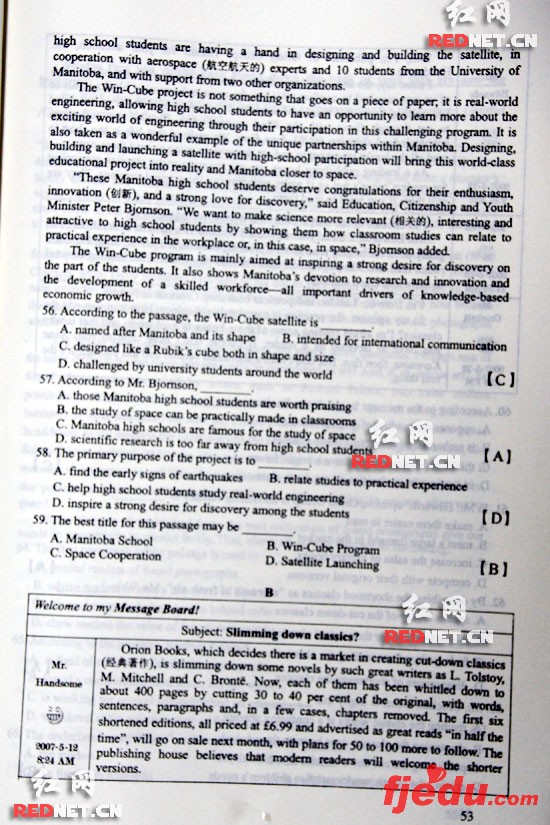 红网
REDNET.CN
high school students are having a hand in designing and building the satellite, in
cooperation with aerospace (航空航天的) experts and 10 students from the University of
Manitoba, and with support from two other organizations.
The Win-Cube project is not something that goes on a piece of paper; it is real-world
engineering, allowing high school students to have an opportunity to learn more about the
exciting world of engineering through their participation in this challenging program. It is
also taken as a wonderful example of the unique partnerships within Manitoba. Designing,
building and launching a satellite with high-school participation will bring this world-class
educational project into reality and Manitoba closer to space.
“These Manitoba high school students deserve congratulations for their enthusiasm,
innovation (创新), and a strong love for discovery,” said Education, Citizenship and Youth
Minister Peter Bjornson. “We want to make science more relevant (相关的), interesting and
attractive to high school students by showing them how classroom studies can relate to
practical experience in the workplace or, in this case, in space,” Bjornson added.
The Win-Cube program is mainly aimed at inspiring a strong desire for discovery on
the part of the students. It also shows Manitoba's devotion to research and innovation and
the development of a skilled workforce—all important drivers of knowledge-based
economic growth.
56. According to the passage, the Win-Cube satellite is ________.
A. named after Manitoba and its shape B. intended for international communication
C. designed like a Rubik's cube both in shape and size
D. challenged by university students around the world 【C】
57. According to Mr. Bjornson, ________.
A. those Manitoba high school students are worth praising
B. the study of space can be practically made in classrooms
C. Manitoba high schools are famous for the study of space
D. scientific research is too far away from high school students 【A】
红网
REDNET.CN
58. The primary purpose of the project is to ________.
A. find the early signs of earthquakes B. relate studies to practical experience
C. help high school students study real-world engineering
D. inspire a strong desire for discovery among the students 【D】
59. The best title for this passage may be ________.
A. Manitoba School B. Win-Cube Program
C. Space Cooperation D. Satellite Launching 【B】
B
Welcome to my Message Board!
红网
REDNET.CN
Subject: Slimming down classics?
Mr.
Handsome
2007-5-12
8:24 AM
Orion Books, which decides there is a market in creating cut-down classics
(经典著作), is slimming down some novels by such great writers as L. Tolstoy,
M. Mitchell and C. Brontë. Now, each of them has been whittled down to
about 400 pages by cutting 30 to 40 per cent of the original, with words,
sentences, paragraphs and, in a few cases, chapters removed. The first six
shortened editions, all priced at £6.99 and advertised as great reads “in half the
time”, will go on sale next month, with plans for 50 to 100 more to follow. The
publishing house believes that modern readers will welcome the shorter
versions.
红网
REDNET.CN
fjedu.com
53